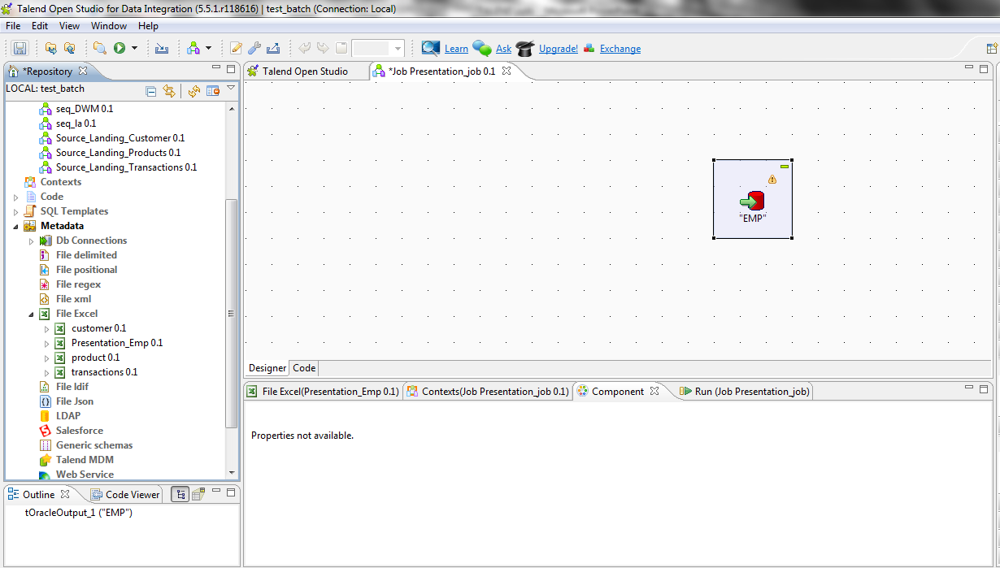 Talend Open Studio for Data Integration (5.5.1.r118616) | test_batch (Connection: Local)
File Edit View Window Help
Learn Ask Upgrade! Exchange
*Repository
LOCAL: test_batch
seq_DWM 0.1
seq_la 0.1
Source_Landing_Customer 0.1
Source_Landing_Products 0.1
Source_Landing_Transactions 0.1
Contexts
Code
SQL Templates
Metadata
Db Connections
File delimited
File positional
File regex
File xml
File Excel
customer 0.1
Presentation_Emp 0.1
product 0.1
transactions 0.1
File ldif
File Json
LDAP
Salesforce
Generic schemas
Talend MDM
Web Service
Outline Code Viewer
tOracleOutput_1 ("EMP")
Talend Open Studio *Job Presentation_job 0.1
"EMP"
Designer Code
File Excel(Presentation_Emp 0.1) Contexts(Job Presentation_job 0.1) Component Run (Job Presentation_job)
Properties not available.